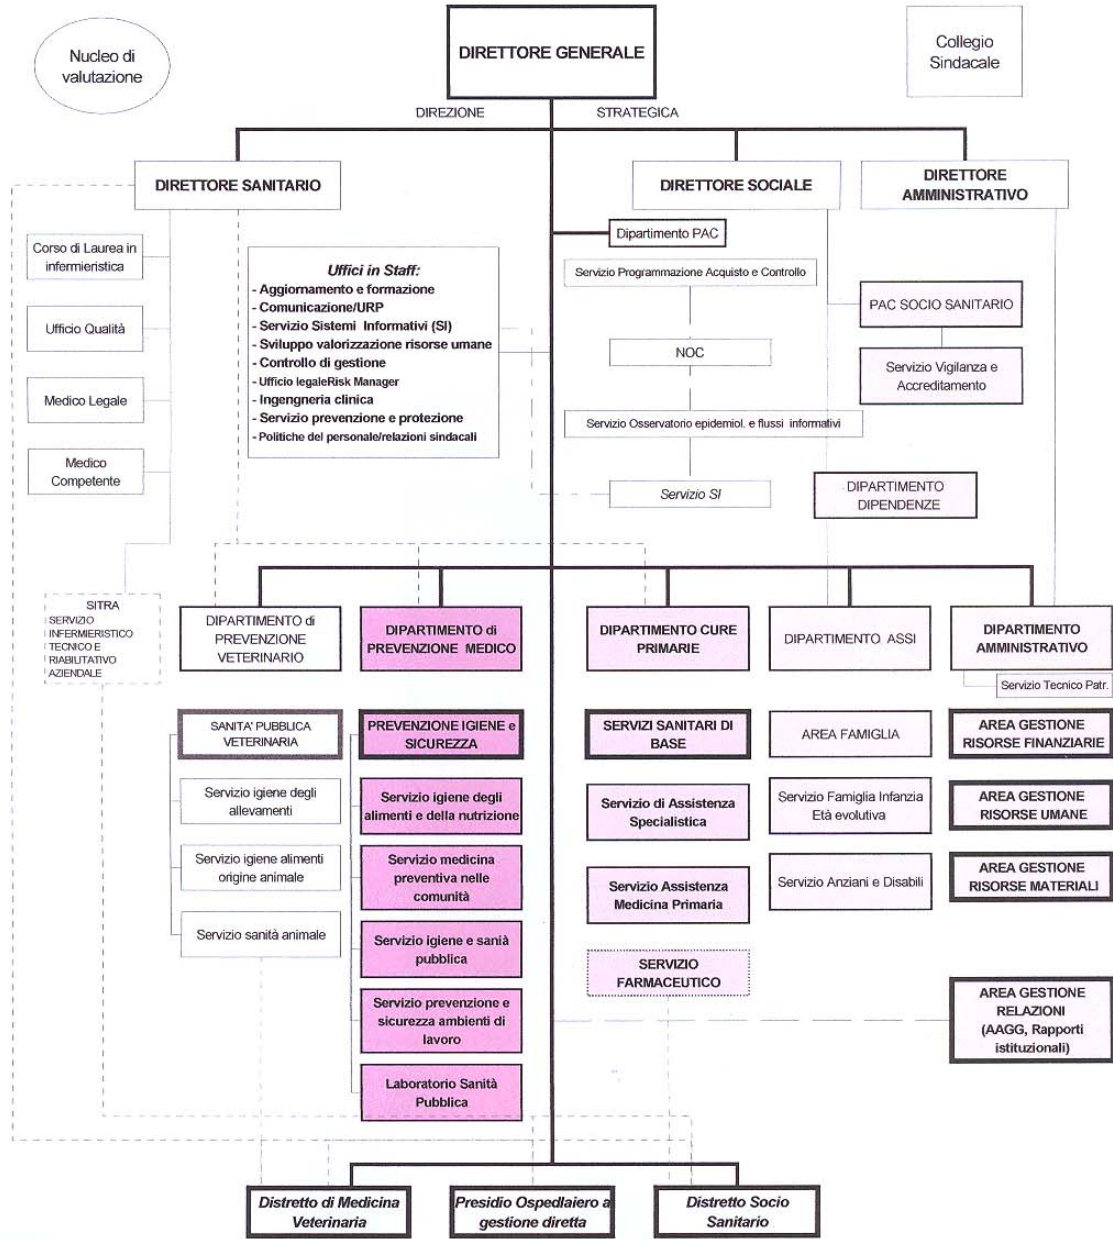 Nucleo di
valutazione
DIRETTORE GENERALE
Collegio
Sindacale
DIREZIONE
STRATEGICA
DIRETTORE SANITARIO
DIRETTORE SOCIALE
DIRETTORE
AMMINISTRATIVO
Corso di Laurea in
infermieristica
Ufficio Qualità
Medico Legale
Medico
Competente
Uffici in Staff:
- Aggiornamento e formazione
- Comunicazione/URP
- Servizio Sistemi Informativi (SI)
- Sviluppo valorizzazione risorse umane
- Controllo di gestione
- Ufficio legaleRisk Manager
- Ingengneria clinica
- Servizio prevenzione e protezione
- Politiche del personale/relazioni sindacali
Dipartimento PAC
Servizio Programmazione Acquisto e Controllo
NOC
Servizio Osservatorio epidemiol. e flussi informativi
Servizio SI
PAC SOCIO SANITARIO
Servizio Vigilanza e
Accreditamento
DIPARTIMENTO
DIPENDENZE
SITRA
SERVIZIO
INFERMIERISTICO
TECNICO E
RIABIUTATIVO
AZIENDALE
DIPARTIMENTO di
PREVENZIONE
VETERINARIO
DIPARTIMENTO di
PREVENZIONE MEDICO
DIPARTIMENTO CURE
PRIMARIE
DIPARTIMENTO ASSI
DIPARTIMENTO
AMMINISTRATIVO
Servizio Tecnico Patr.
SANITA' PUBBLICA
VETERINARIA
Servizio igiene degli
allevamenti
Servizio igiene alimenti
origine animale
Servizio sanità animale
PREVENZIONE IGIENE e
SICUREZZA
Servizio igiene degli
alimenti e della nutrizione
Servizio medicina
preventiva nelle
comunità
Servizio igiene e sanià
pubblica
Servizio prevenzione e
sicurezza ambienti di
lavoro
Laboratorio Sanità
Pubblica
SERVIZI SANITARI DI
BASE
Servizio di Assistenza
Specialistica
Servizio Assistenza
Medicina Primaria
SERVIZIO
FARMACEUTICO
AREA FAMIGLIA
Servizio Famiglia Infanzia
Età evolutiva
Servizio Anziani e Disabili
AREA GESTIONE
RISORSE FINANZIARIE
AREA GESTIONE
RISORSE UMANE
AREA GESTIONE
RISORSE MATERIALI
AREA GESTIONE
RELAZIONI
(AAGG, Rapporti
istituzionali)
Distretto di Medicina
Veterinaria
Presidio Ospedlaiero a
gestione diretta
Distretto Socio
Sanitario